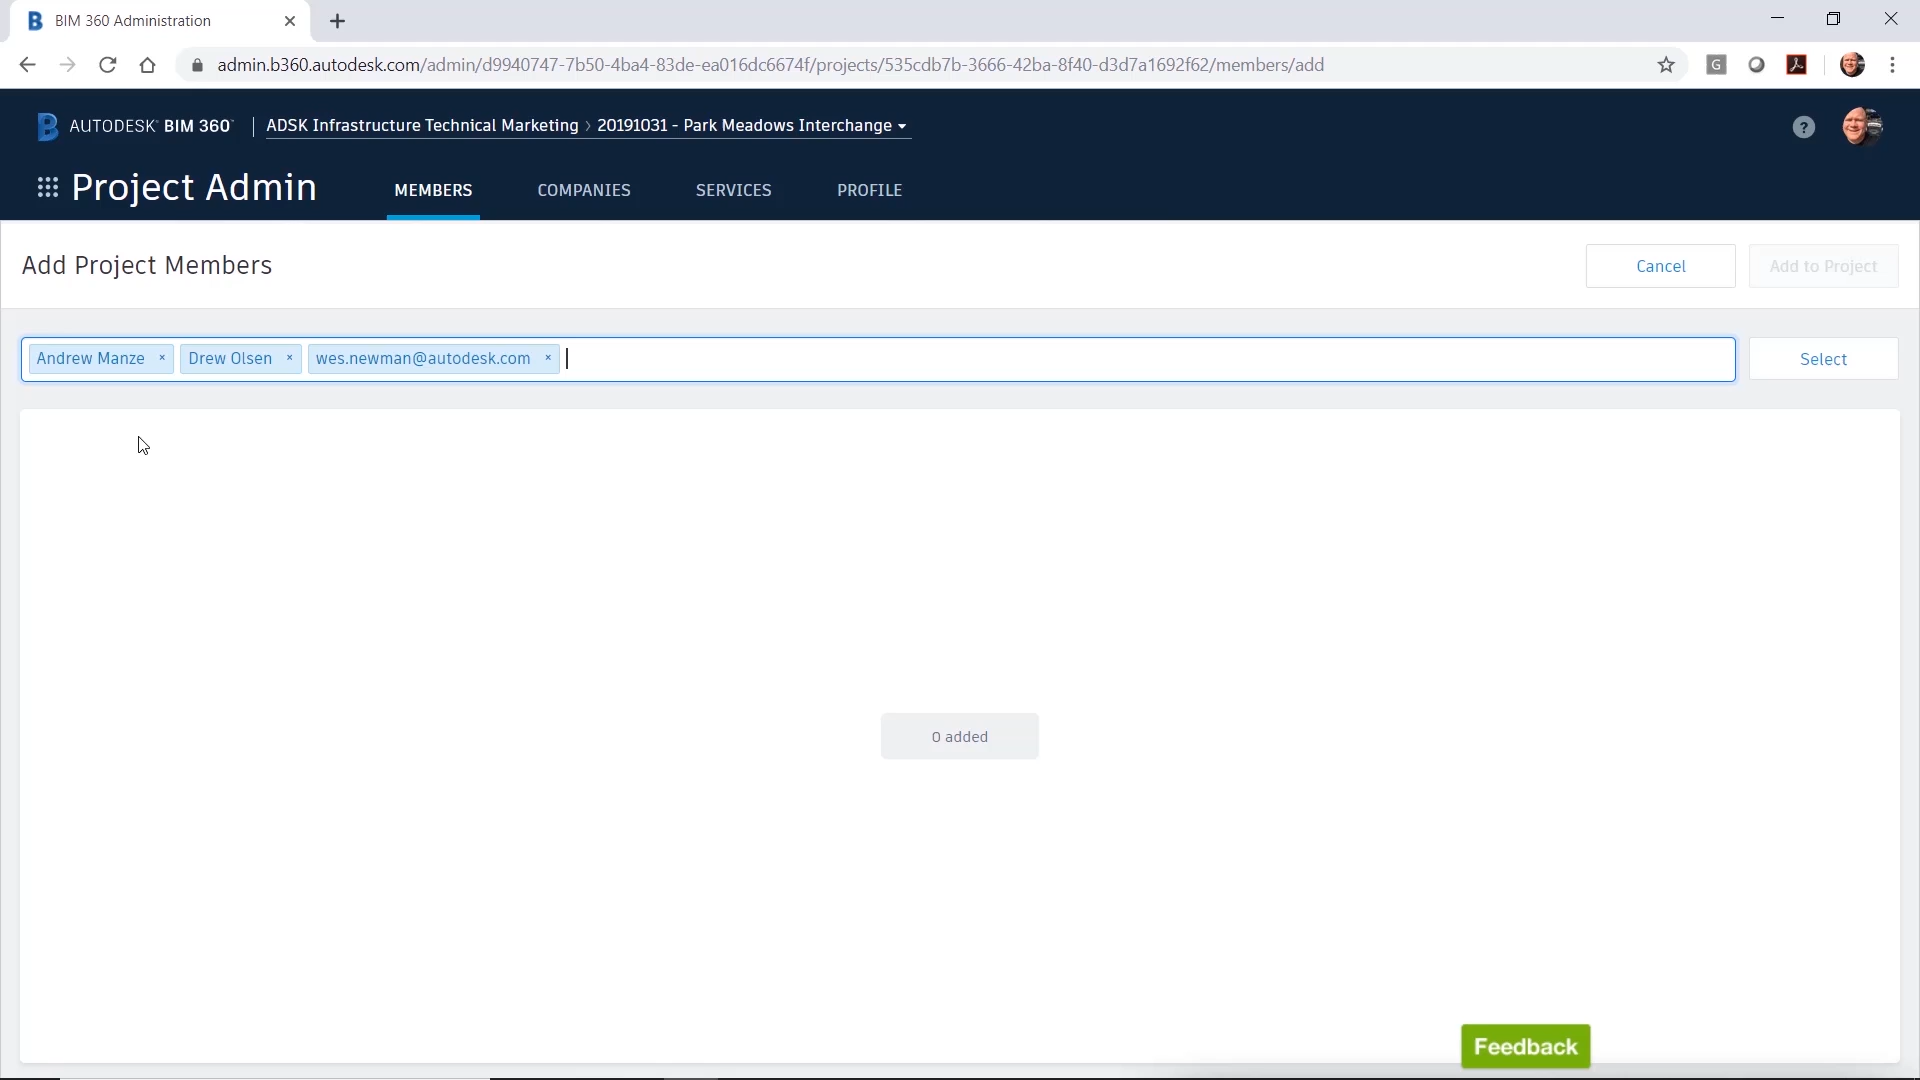 BIM 360 Administration
admin.b360.autodesk.com/admin/d9940747-7b50-4ba4-83de-ea016dc6674f/projects/535cdb7b-3666-42ba-8f40-d3d7a1692f62/members/add
G
AUTODESK® BIM 360™ ADSK Infrastructure Technical Marketing › 20191031 - Park Meadows Interchange
?
Project Admin MEMBERS COMPANIES SERVICES PROFILE
Add Project Members Cancel Add to Project
Andrew Manze × Drew Olsen × wes.newman@autodesk.com × Select
0 added
Feedback